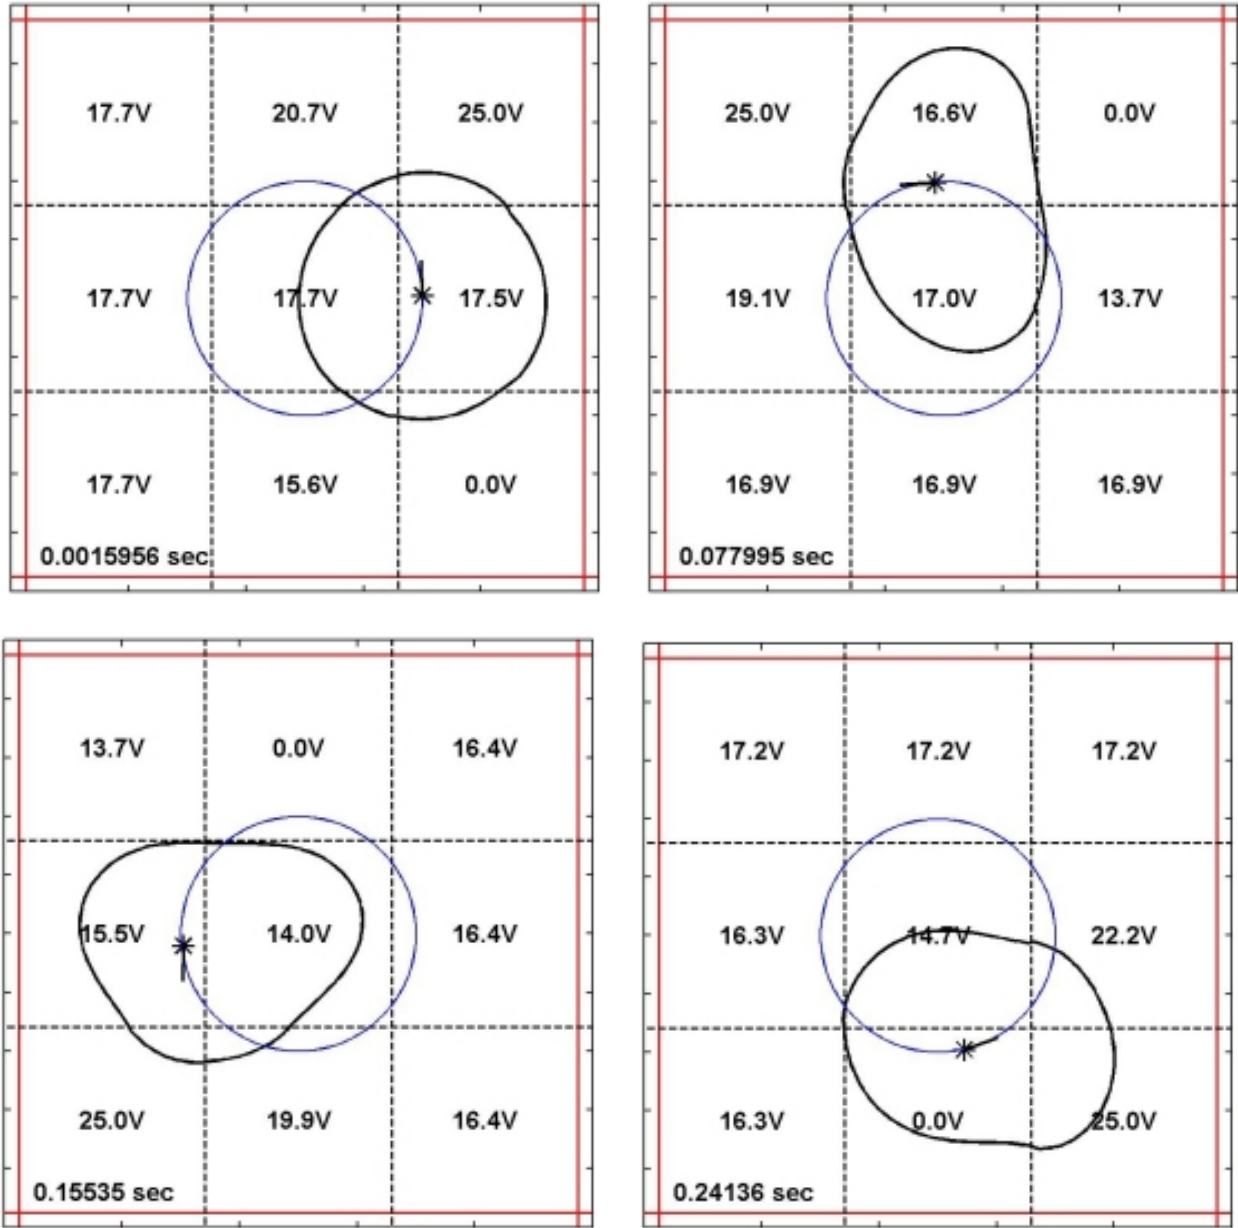 17.7V 20.7V 25.0V
17.7V 17.7V 17.5V
17.7V 15.6V 0.0V
0.0015956 sec
25.0V 16.6V 0.0V
19.1V 17.0V 13.7V
16.9V 16.9V 16.9V
0.077995 sec
13.7V 0.0V 16.4V
15.5V 14.0V 16.4V
25.0V 19.9V 16.4V
0.15535 sec
17.2V 17.2V 17.2V
16.3V 14.7V 22.2V
16.3V 0.0V 25.0V
0.24136 sec